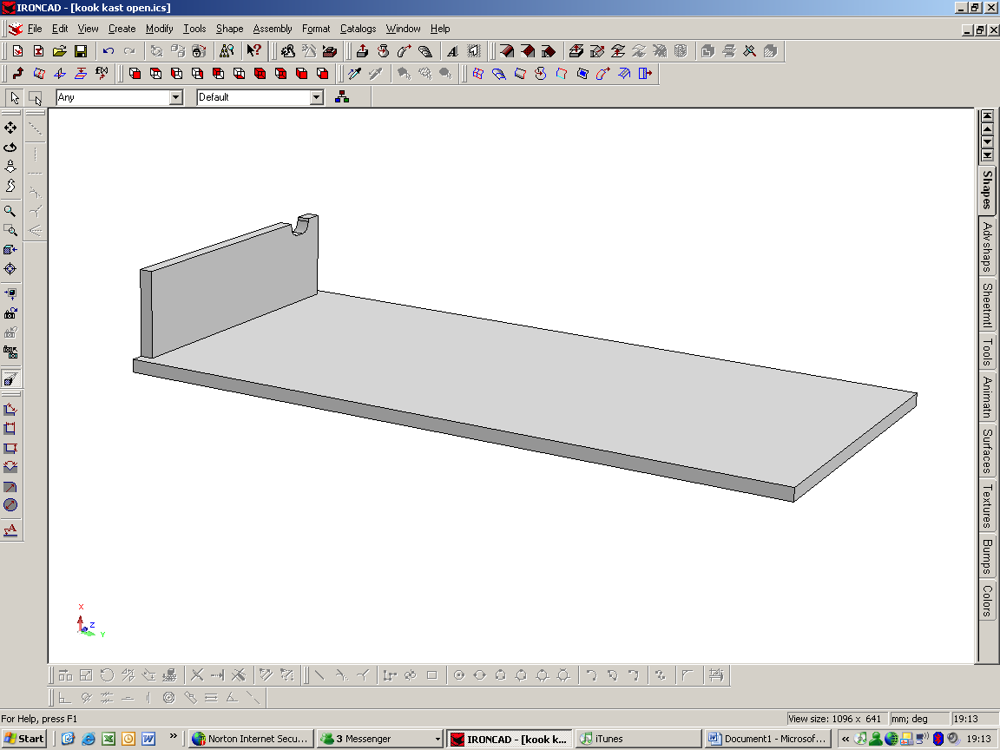 IRONCAD - [kook kast open.ics]
File Edit View Create Modify Tools Shape Assembly Format Catalogs Window Help
Any Default
Shapes
Adv shaps
Sheetmtl
Tools
Animatn
Surfaces
Textures
Bumps
Colors
X
Z
Y
For Help, press F1 View size: 1096 x 641 mm; deg 19:13
Start » Norton Internet Secu... 3 Messenger IRONCAD - [kook k... iTunes Document1 - Microsof... « 19:13